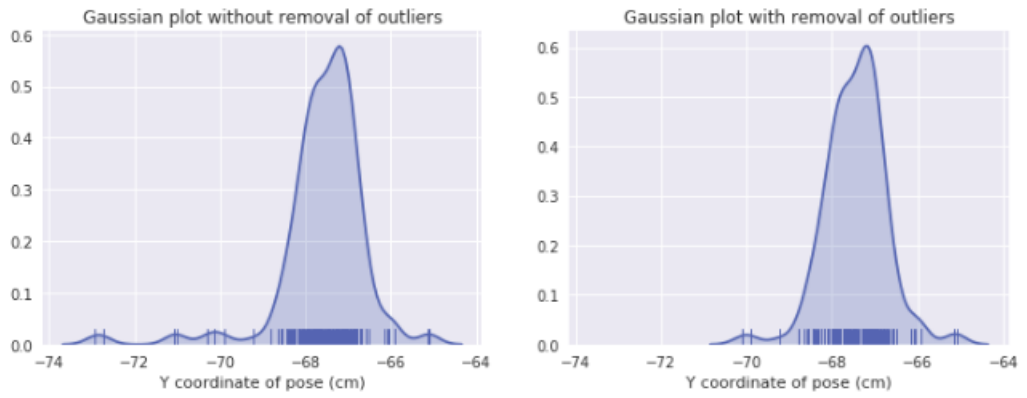 Gaussian plot without removal of outliers
0.6
0.5
0.4
0.3
0.2
0.1
0.0
−74 −72 −70 −68 −66 −64
Y coordinate of pose (cm)
Gaussian plot with removal of outliers
0.6
0.5
0.4
0.3
0.2
0.1
0.0
−74 −72 −70 −68 −66 −64
Y coordinate of pose (cm)